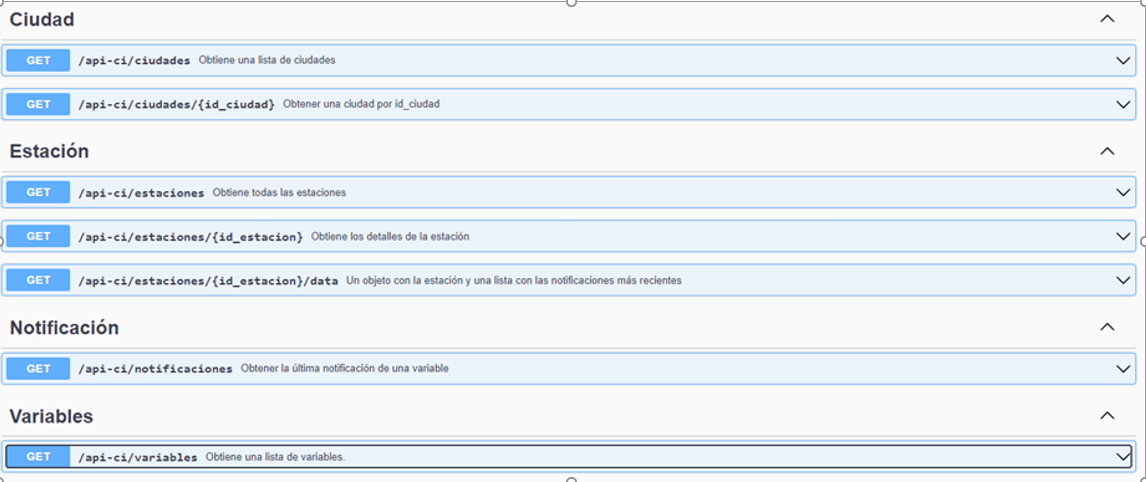 Ciudad
GET /api-ci/ciudades Obtiene una lista de ciudades
GET /api-ci/ciudades/{id_ciudad} Obtener una ciudad por id_ciudad
Estación
GET /api-ci/estaciones Obtiene todas las estaciones
GET /api-ci/estaciones/{id_estacion} Obtiene los detalles de la estación
GET /api-ci/estaciones/{id_estacion}/data Un objeto con la estación y una lista con las notificaciones más recientes
Notificación
GET /api-ci/notificaciones Obtener la última notificación de una variable
Variables
GET /api-ci/variables Obtiene una lista de variables.